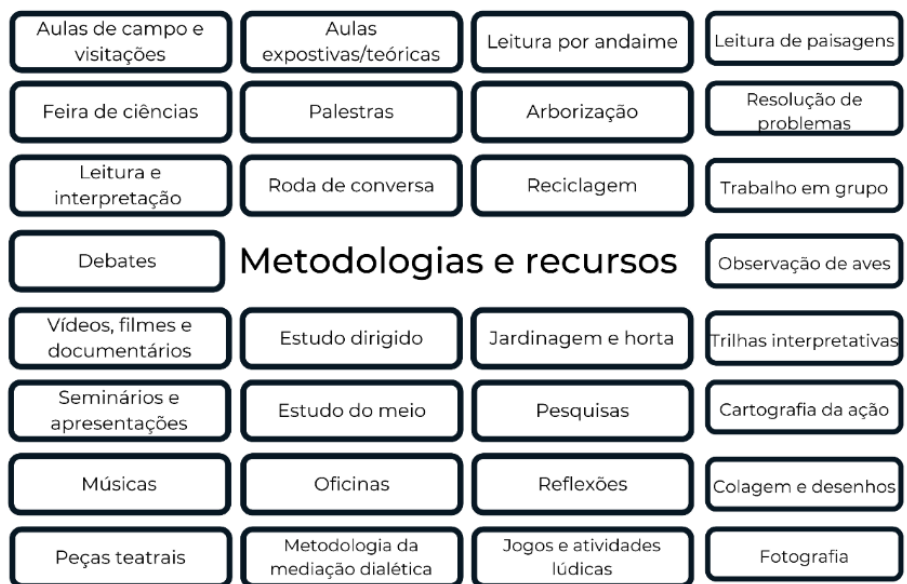 Aulas de campo e
visitações
Aulas
expostivas/teóricas
Leitura por andaime
Leitura de paisagens
Feira de ciências
Palestras
Arborização
Resolução de
problemas
Leitura e
interpretação
Roda de conversa
Reciclagem
Trabalho em grupo
Debates
Metodologias e recursos
Observação de aves
Vídeos, filmes e
documentários
Estudo dirigido
Jardinagem e horta
Trilhas interpretativas
Seminários e
apresentações
Estudo do meio
Pesquisas
Cartografia da ação
Músicas
Oficinas
Reflexões
Colagem e desenhos
Peças teatrais
Metodologia da
mediação dialética
Jogos e atividades
lúdicas
Fotografia